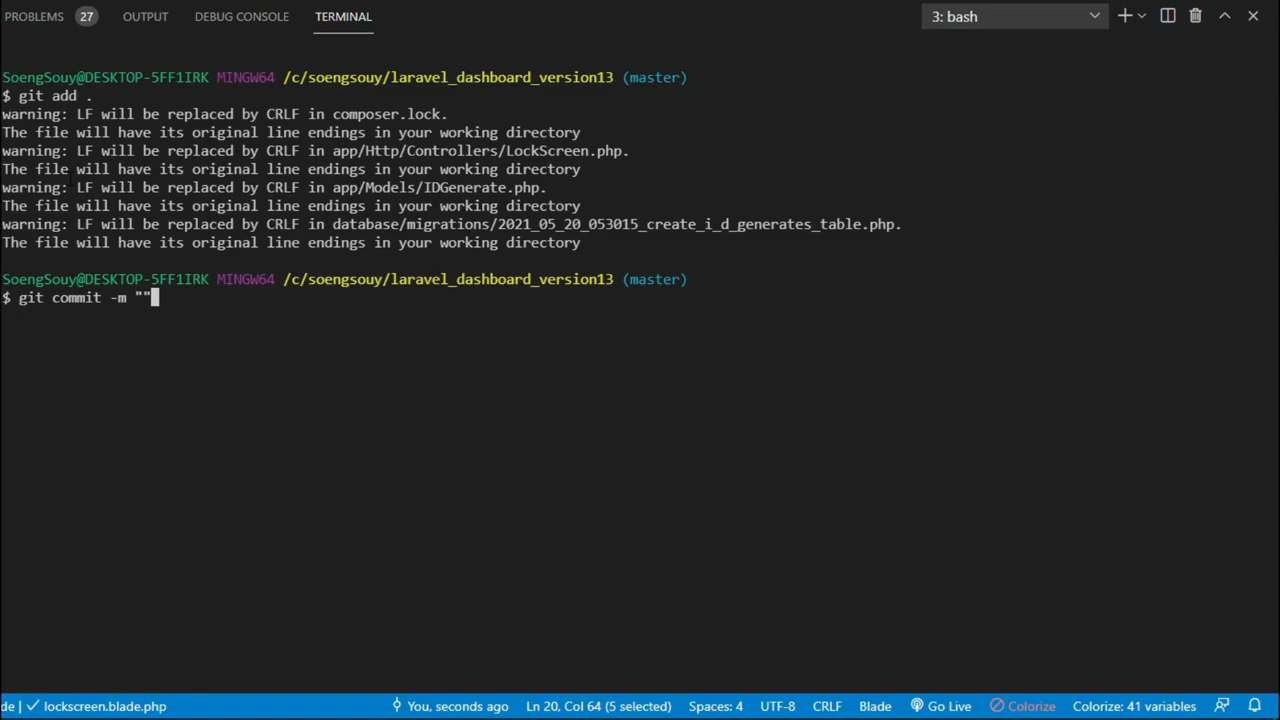 PROBLEMS 27 OUTPUT DEBUG CONSOLE TERMINAL 3: bash
SoengSouy@DESKTOP-5FF1IRK MINGW64 /c/soengsouy/laravel_dashboard_version13 (master)
$ git add .
warning: LF will be replaced by CRLF in composer.lock.
The file will have its original line endings in your working directory
warning: LF will be replaced by CRLF in app/Http/Controllers/LockScreen.php.
The file will have its original line endings in your working directory
warning: LF will be replaced by CRLF in app/Models/IDGenerate.php.
The file will have its original line endings in your working directory
warning: LF will be replaced by CRLF in database/migrations/2021_05_20_053015_create_i_d_generates_table.php.
The file will have its original line endings in your working directory
SoengSouy@DESKTOP-5FF1IRK MINGW64 /c/soengsouy/laravel_dashboard_version13 (master)
$ git commit -m ""
de | lockscreen.blade.php You, seconds ago Ln 20, Col 64 (5 selected) Spaces: 4 UTF-8 CRLF Blade Go Live Colorize Colorize: 41 variables